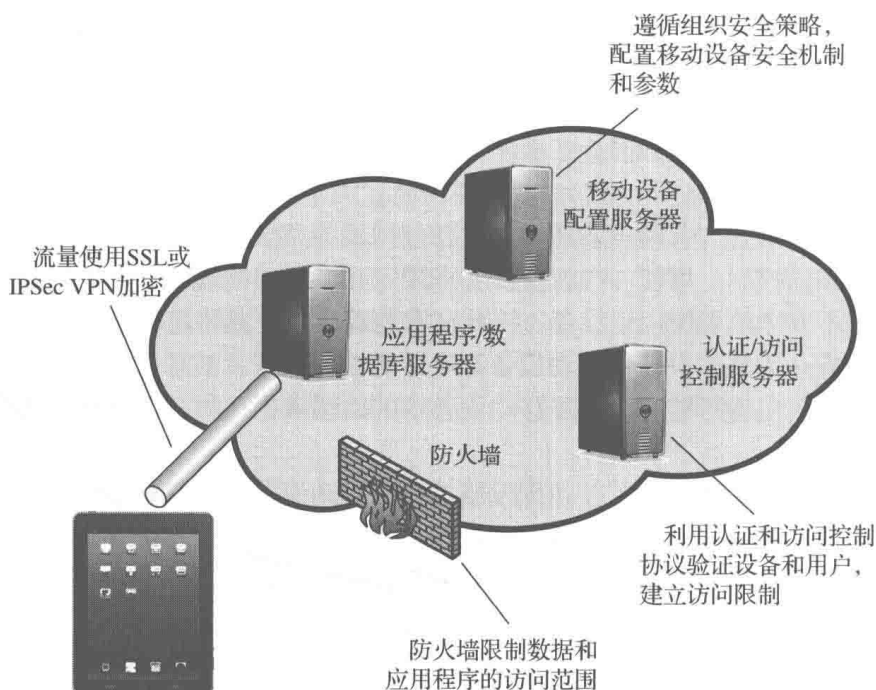 遵循组织安全策略，
配置移动设备安全机制
和参数
移动设备
配置服务器
流量使用SSL或
IPSec VPN加密
应用程序/数
据库服务器
认证/访问
控制服务器
防火墙
利用认证和访问控制
协议验证设备和用户，
建立访问限制
防火墙限制数据和
应用程序的访问范围